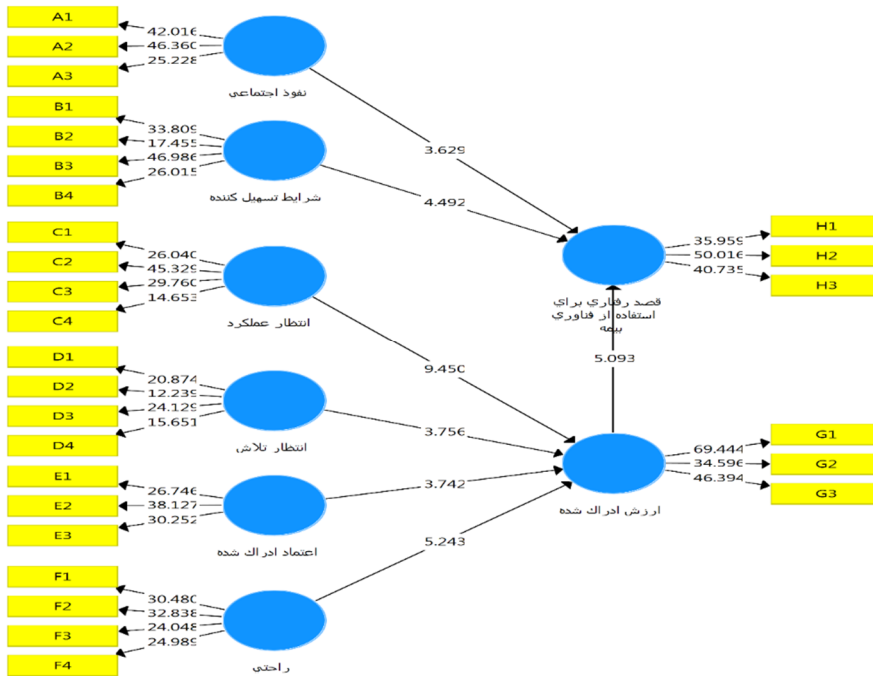 A1
A2
A3
42.016
46.360
25.228
نفوذ اجتماعی
B1
B2
B3
B4
33.809
17.455
46.986
26.015
شرایط تسهیل کننده
3.629
4.492
C1
C2
C3
C4
26.040
45.329
29.760
14.653
انتظار عملکرد
H1
H2
H3
35.959
50.016
40.735
قصد رفتاري براي
استفاده از فناوري
بیمه
D1
D2
D3
D4
20.874
12.239
24.129
15.651
انتظار تلاش
9.450
3.756
5.093
E1
E2
E3
26.746
38.127
30.252
اعتماد ادراک شده
3.742
5.243
G1
G2
G3
69.444
34.596
46.394
ارزش ادراک شده
F1
F2
F3
F4
30.480
32.838
24.048
24.989
راحتی